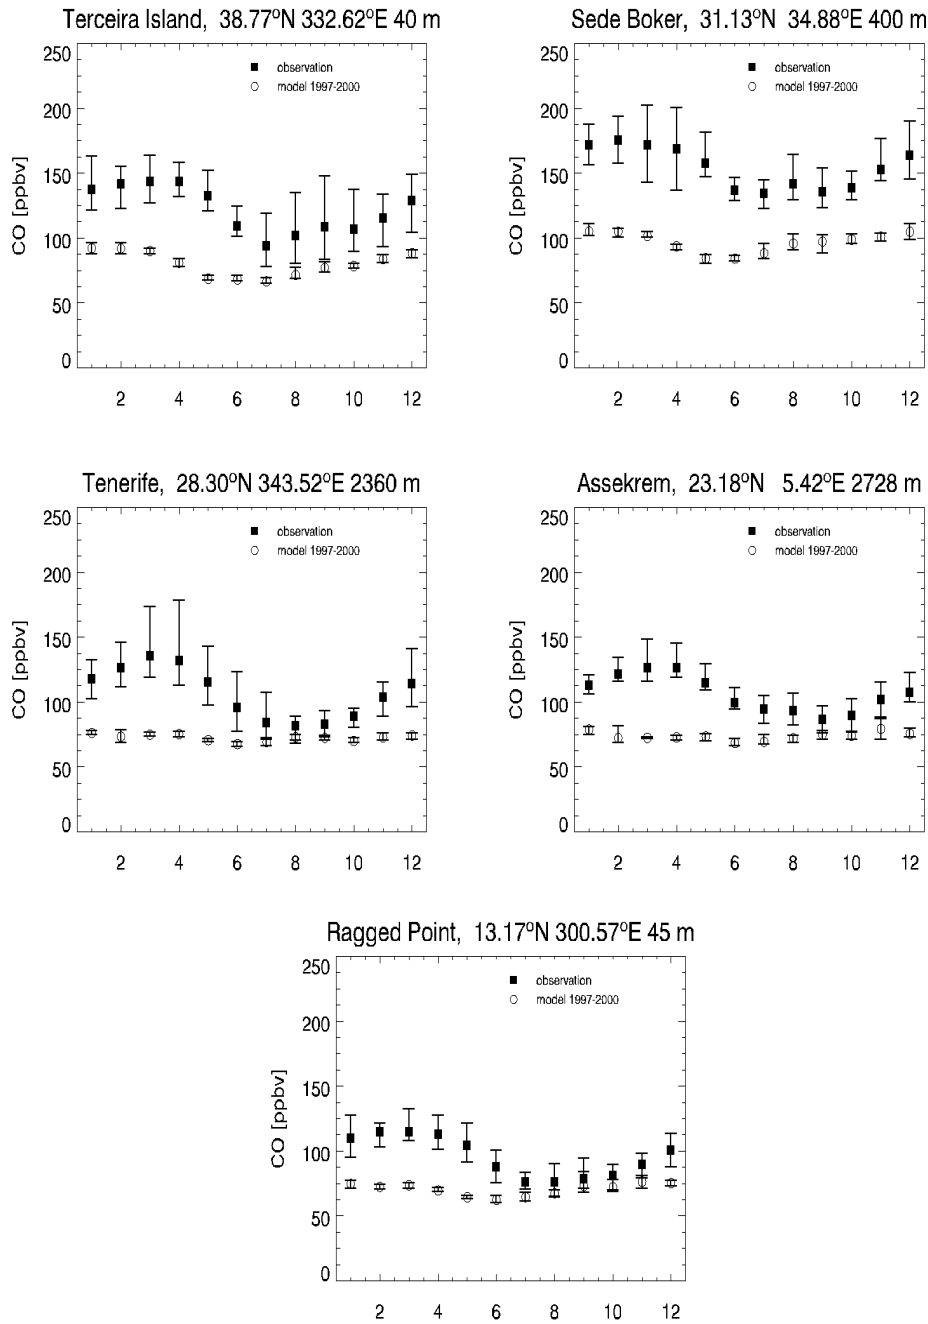 Terceira Island, 38.77°N 332.62°E 40 m
CO [ppbv]
250
200
150
100
50
0
observation
model 1997-2000
2 4 6 8 10 12
Sede Boker, 31.13°N 34.88°E 400 m
CO [ppbv]
250
200
150
100
50
0
observation
model 1997-2000
2 4 6 8 10 12
Tenerife, 28.30°N 343.52°E 2360 m
CO [ppbv]
250
200
150
100
50
0
observation
model 1997-2000
2 4 6 8 10 12
Assekrem, 23.18°N 5.42°E 2728 m
CO [ppbv]
250
200
150
100
50
0
observation
model 1997-2000
2 4 6 8 10 12
Ragged Point, 13.17°N 300.57°E 45 m
CO [ppbv]
250
200
150
100
50
0
observation
model 1997-2000
2 4 6 8 10 12